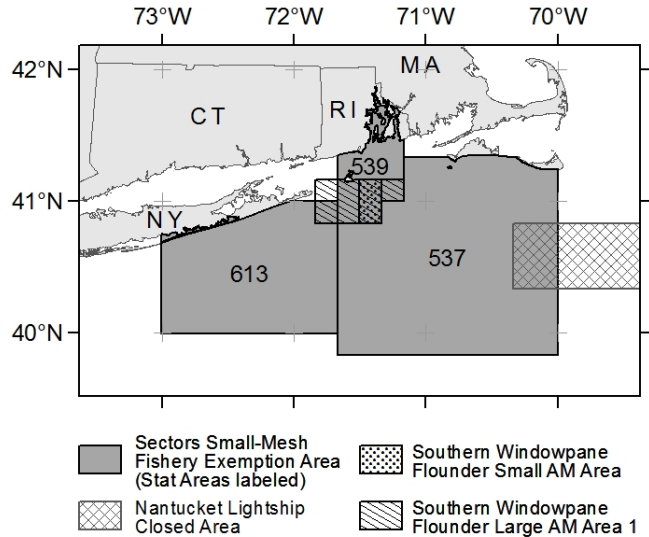 73°W 72°W 71°W 70°W
42°N
MA
CT
RI
539
41°N
NY
613
537
40°N
Sectors Small-Mesh
Fishery Exemption Area
(Stat Areas labeled)
Nantucket Lightship
Closed Area
Southern Windowpane
Flounder Small AM Area
Southern Windowpane
Flounder Large AM Area 1